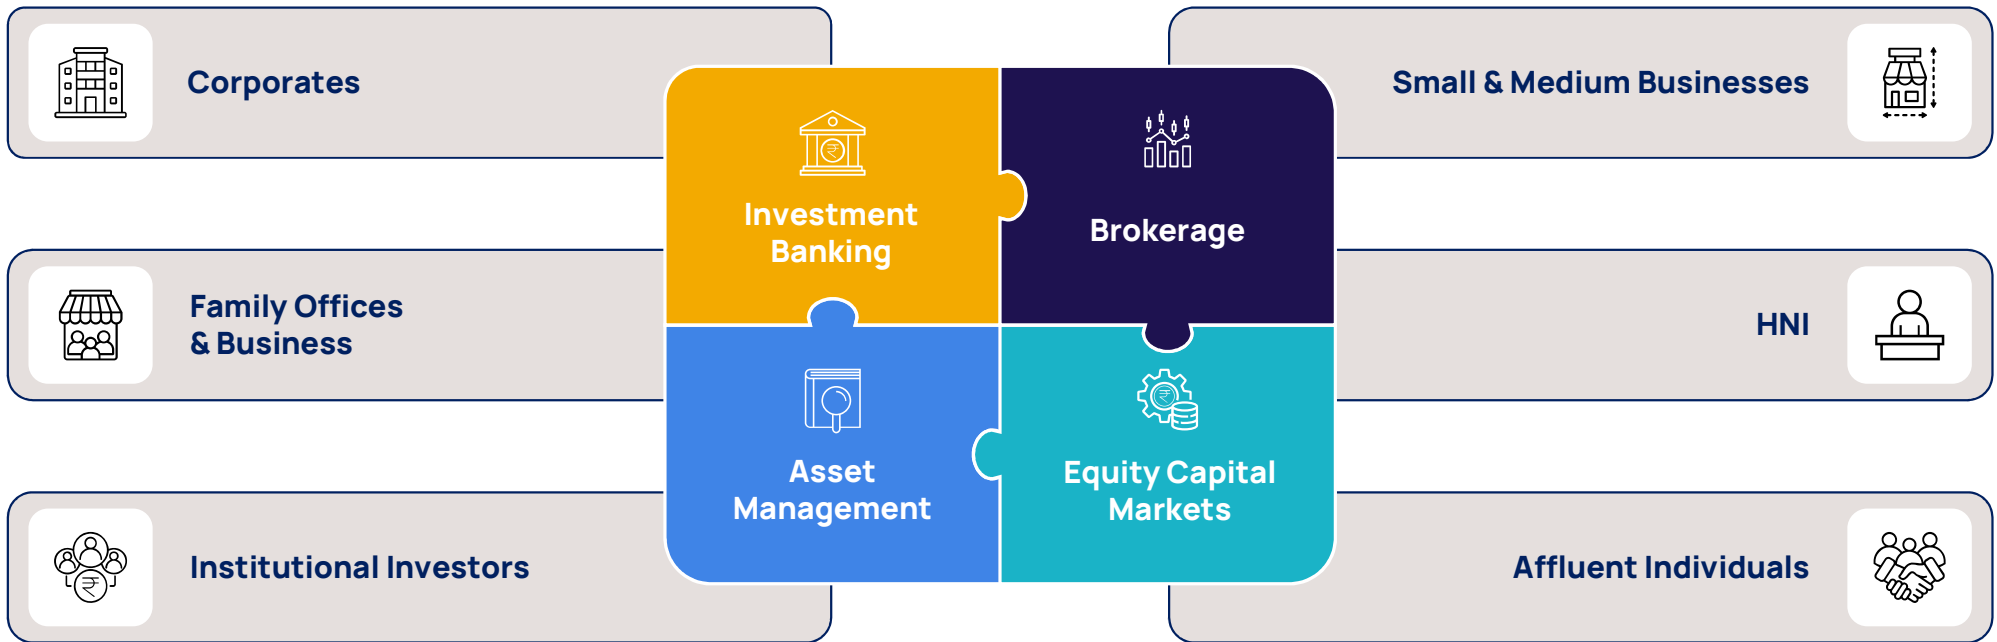 Corporates
Small & Medium Businesses
Investment
Banking
Brokerage
Family Offices
& Business
HNI
Asset
Management
Equity Capital
Markets
Institutional Investors
Affluent Individuals